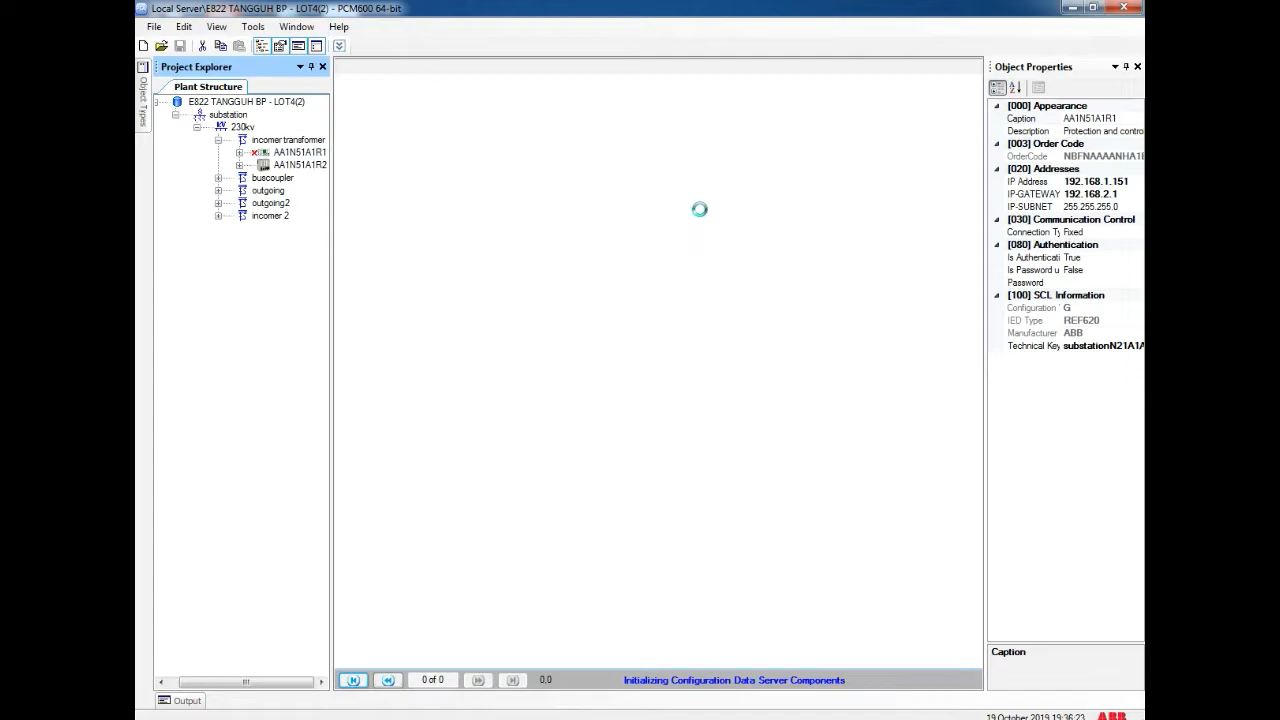 Local Server\E822 TANGGUH BP - LOT4(2) - PCM600 64-bit
File Edit View Tools Window Help
Object Types
Project Explorer
Plant Structure
E822 TANGGUH BP - LOT4(2)
substation
230kv
incomer transformer
AA1N51A1R1
AA1N51A1R2
buscoupler
outgoing
outgoing2
incomer 2
0 of 0
0.0
Initializing Configuration Data Server Components
Output
Object Properties
[000] Appearance
Caption AA1N51A1R1
Description Protection and contro
[003] Order Code
OrderCode NBFNAAAANHA1B
[020] Addresses
IP Address 192.168.1.151
IP-GATEWAY 192.168.2.1
IP-SUBNET 255.255.255.0
[030] Communication Control
Connection Ty Fixed
[080] Authentication
Is Authenticati True
Is Password u False
Password
[100] SCL Information
Configuration G
IED Type REF620
Manufacturer ABB
Technical Key substationN21A1A
Caption
19 October 2019 19:36:23
ABB